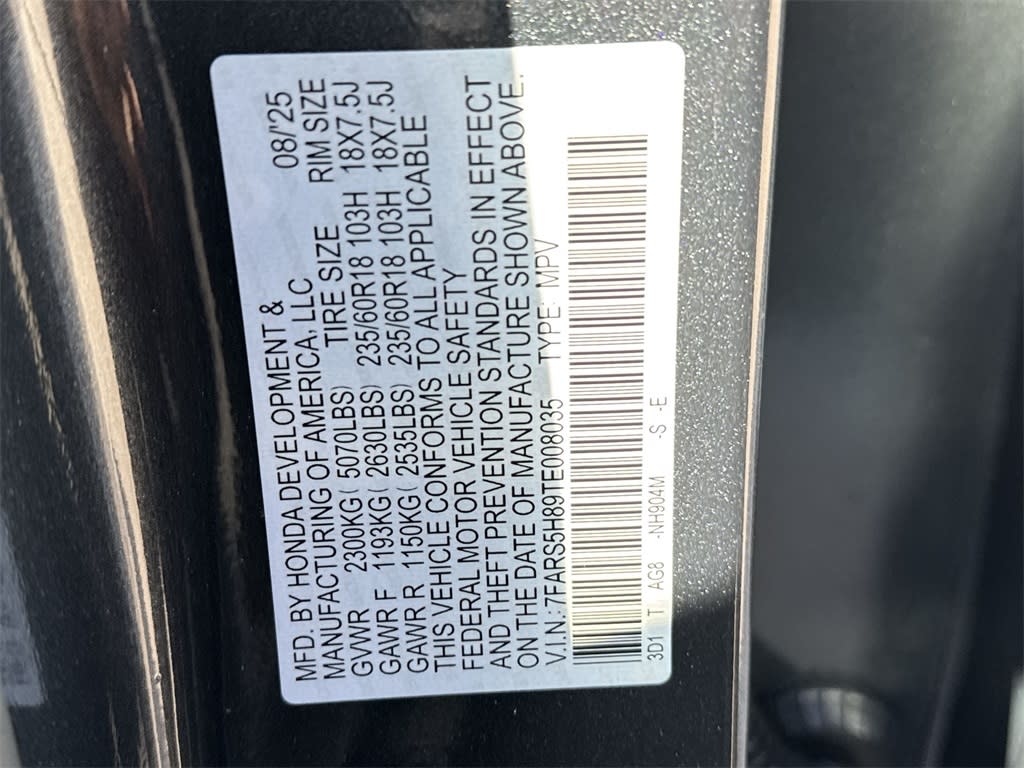 MFD. BY HONDA DEVELOPMENT &
MANUFACTURING OF AMERICA, LLC 08/'25
TIRE SIZE RIM SIZE
GVWR 2300KG( 5070LBS)
GAWR F 1193KG( 2630LBS) 235/60R18 103H 18X7.5J
GAWR R 1150KG( 2535LBS) 235/60R18 103H 18X7.5J
THIS VEHICLE CONFORMS TO ALL APPLICABLE
FEDERAL MOTOR VEHICLE SAFETY
AND THEFT PREVENTION STANDARDS IN EFFECT
ON THE DATE OF MANUFACTURE SHOWN ABOVE.
V.I.N.: 7FARS5H89TE008035 TYPE: MPV
3D1 T AG8 -NH904M -S -E